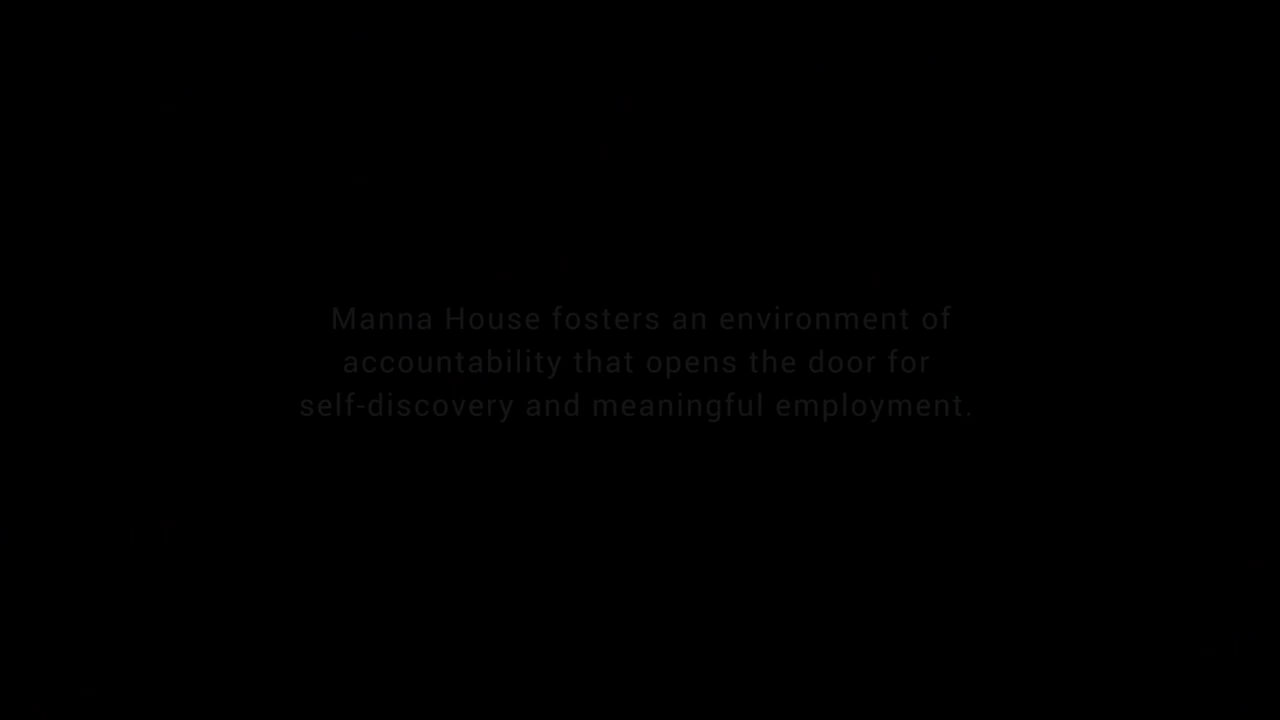 Manna House fosters an environment of
accountability that opens the door for
self-discovery and meaningful employment.